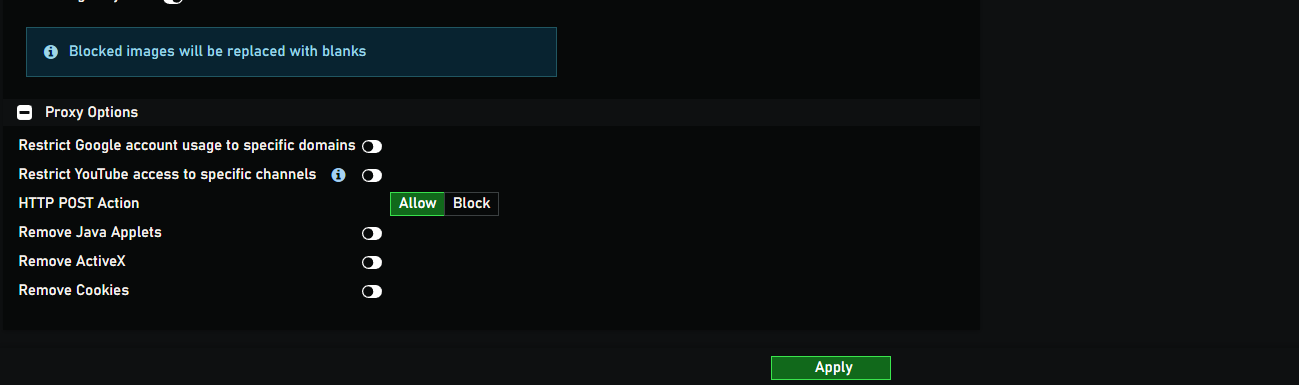 Blocked images will be replaced with blanks
Proxy Options
Restrict Google account usage to specific domains
Restrict YouTube access to specific channels
HTTP POST Action Allow Block
Remove Java Applets
Remove ActiveX
Remove Cookies
Apply